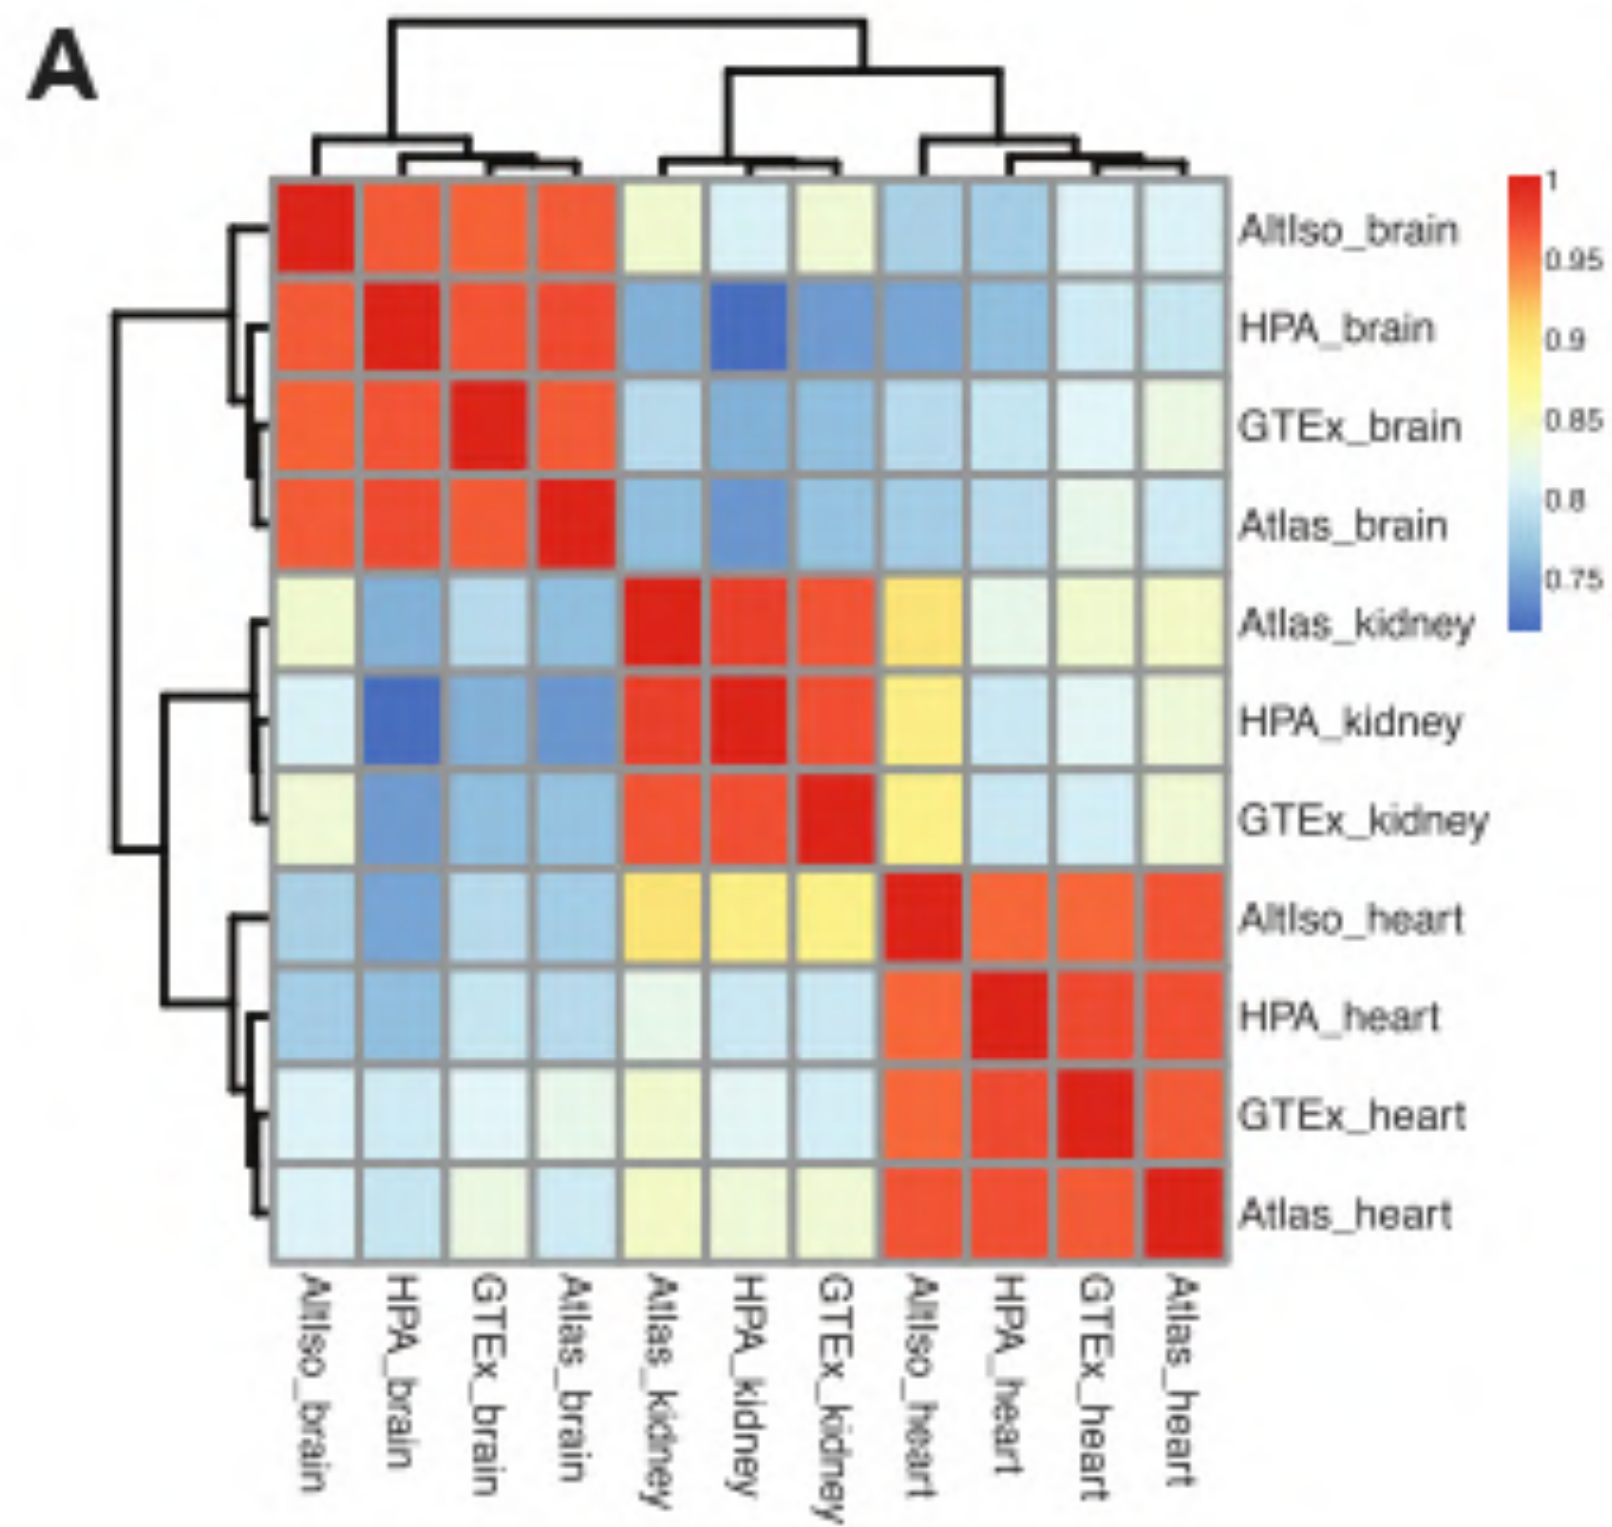 A
AltIso_brain
HPA_brain
GTEx_brain
Atlas_brain
Atlas_kidney
HPA_kidney
GTEx_kidney
AltIso_heart
HPA_heart
GTEx_heart
Atlas_heart
1
0.95
0.9
0.85
0.8
0.75
AltIso_brain
HPA_brain
GTEx_brain
Atlas_brain
Atlas_kidney
HPA_kidney
GTEx_kidney
AltIso_heart
HPA_heart
GTEx_heart
Atlas_heart